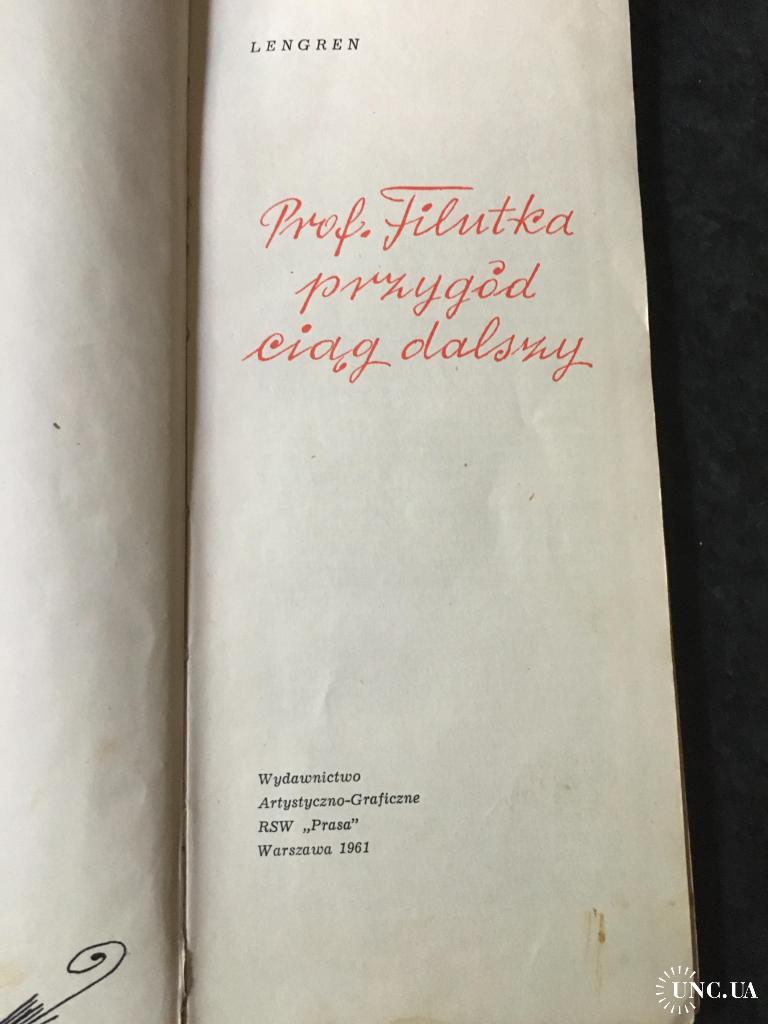 LENGREN
Prof. Filutka
przygód
ciąg dalszy
Wydawnictwo
Artystyczno-Graficzne
RSW „Prasa”
Warszawa 1961
UNC.UA